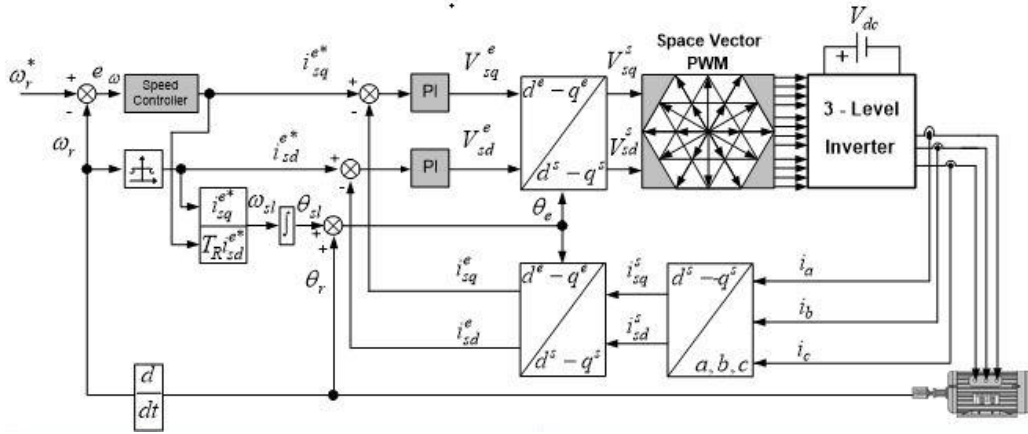 ω_r^*
+
-
e_ω
Speed
Controller
i_sq^e*
+
-
PI
V_sq^e
d^e - q^e
d^s - q^s
V_sq^s
Space Vector
PWM
V_dc
+
3 - Level
Inverter
ω_r
i_sd^e*
+
-
PI
V_sd^e
V_sd^s
i_sq^e*
T_R i_sd^e*
ω_sl
∫
θ_sl
+
+
θ_e
θ_r
i_sq^e
d^e - q^e
d^s - q^s
i_sq^s
d^s - q^s
a, b, c
i_a
i_sd^e
i_sd^s
i_b
i_c
d
dt